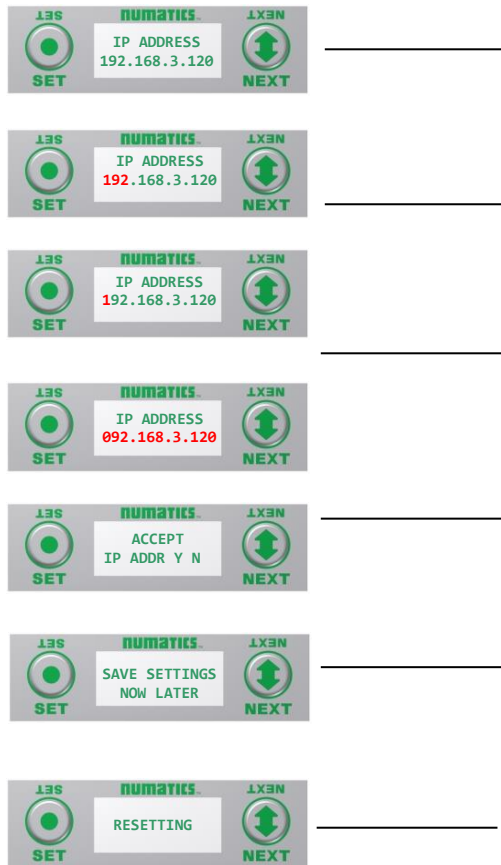 SET numatics. NEXT
IP ADDRESS
192.168.3.120
SET NEXT
SET numatics. NEXT
IP ADDRESS
192.168.3.120
SET NEXT
SET numatics. NEXT
IP ADDRESS
192.168.3.120
SET NEXT
SET numatics. NEXT
IP ADDRESS
092.168.3.120
SET NEXT
SET numatics. NEXT
ACCEPT
IP ADDR Y N
SET NEXT
SET numatics. NEXT
SAVE SETTINGS
NOW LATER
SET NEXT
SET numatics. NEXT
RESETTING
SET NEXT